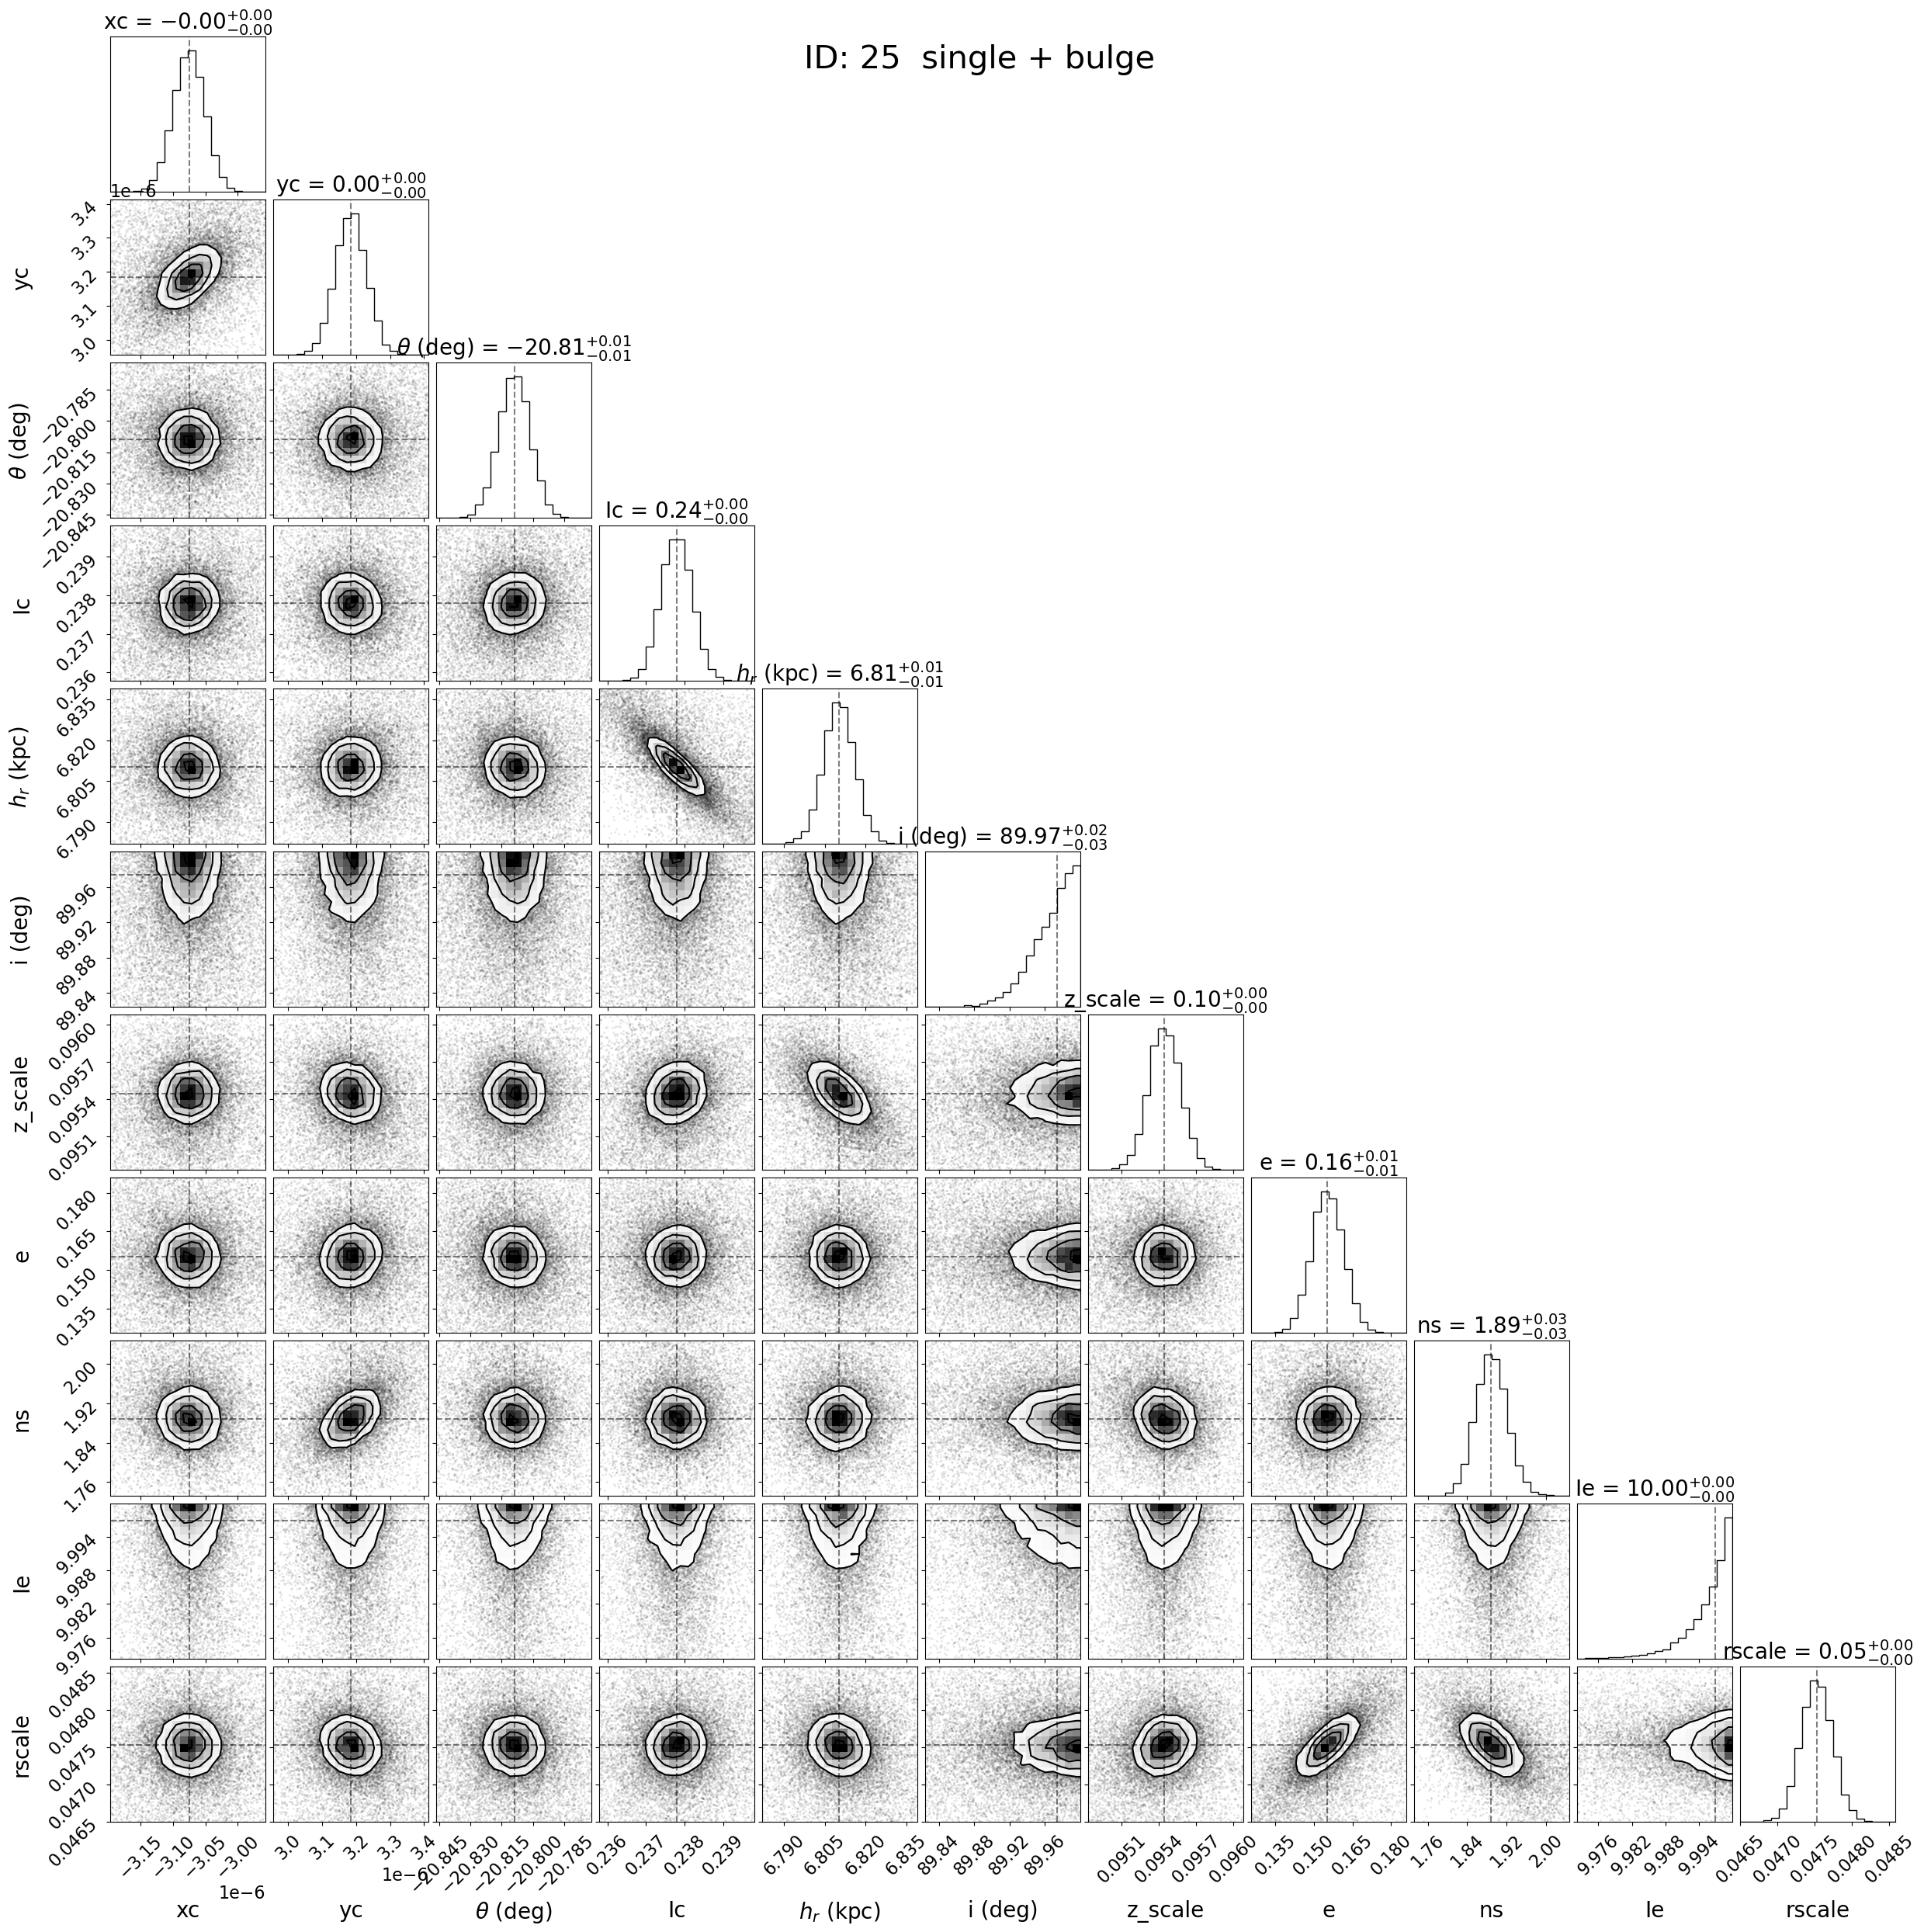 xc = −0.00 +0.00 −0.00
ID: 25 single + bulge
1e−6
yc = 0.00 +0.00 −0.00
yc
3.4
3.3
3.2
3.1
3.0
θ (deg) = −20.81 +0.01 −0.01
θ (deg)
−20.785
−20.800
−20.815
−20.830
−20.845
Ic = 0.24 +0.00 −0.00
Ic
0.239
0.238
0.237
0.236
h_r (kpc) = 6.81 +0.01 −0.01
h_r (kpc)
6.835
6.820
6.805
6.790
i (deg) = 89.97 +0.02 −0.03
i (deg)
89.96
89.92
89.88
89.84
z_scale = 0.10 +0.00 −0.00
z_scale
0.0960
0.0957
0.0954
0.0951
e = 0.16 +0.01 −0.01
e
0.180
0.165
0.150
0.135
ns = 1.89 +0.03 −0.03
ns
2.00
1.92
1.84
1.76
Ie = 10.00 +0.00 −0.00
Ie
9.994
9.988
9.982
9.976
rscale = 0.05 +0.00 −0.00
rscale
0.0485
0.0480
0.0475
0.0470
0.0465
−3.15 −3.10 −3.05 −3.00
1e−6
3.0 3.1 3.2 3.3 3.4
1e−6
−20.845 −20.830 −20.815 −20.800 −20.785
0.236 0.237 0.238 0.239
6.790 6.805 6.820 6.835
89.84 89.88 89.92 89.96
0.0951 0.0954 0.0957 0.0960
0.135 0.150 0.165 0.180
1.76 1.84 1.92 2.00
9.976 9.982 9.988 9.994
0.0465 0.0470 0.0475 0.0480 0.0485
xc yc θ (deg) Ic h_r (kpc) i (deg) z_scale e ns Ie rscale